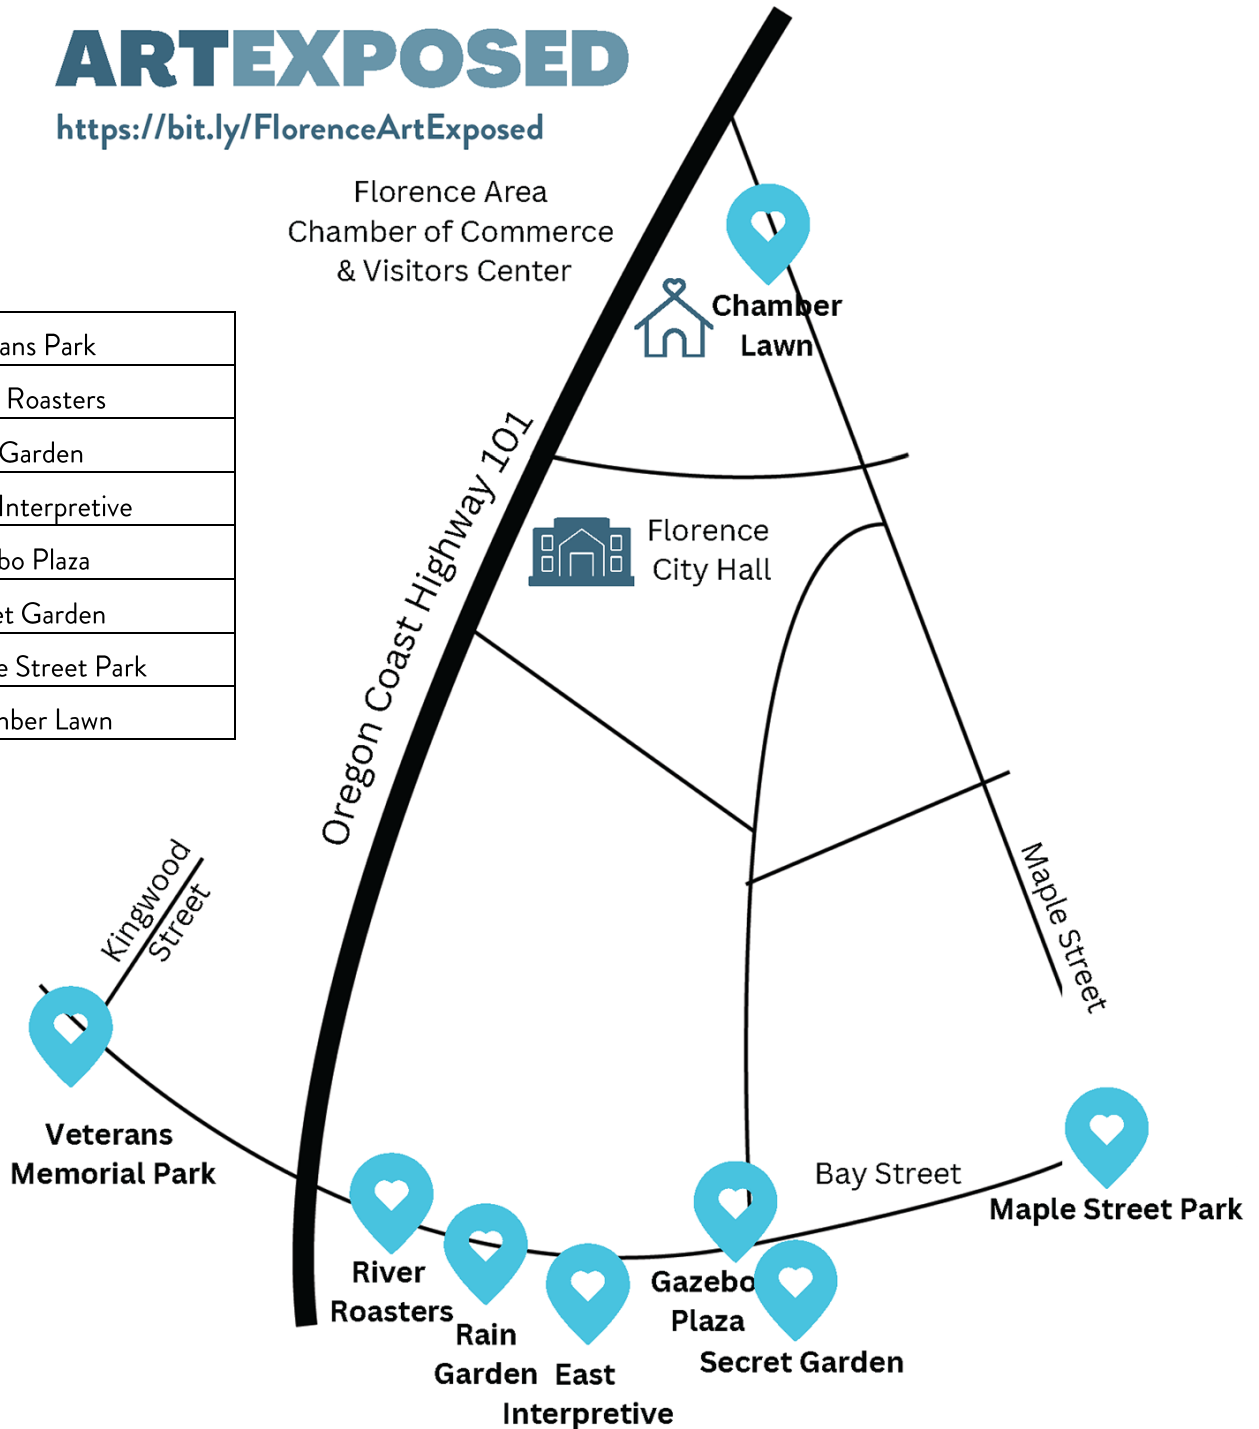 ARTEXPOSED
https://bit.ly/FlorenceArtExposed
Florence Area
Chamber of Commerce
& Visitors Center
Chamber
Lawn
ans Park
Roasters
Garden
Interpretive
bo Plaza
et Garden
e Street Park
nber Lawn
Oregon Coast Highway 101
Florence
City Hall
Kingwood
Street
Maple Street
Veterans
Memorial Park
Bay Street
Maple Street Park
River
Roasters
Rain
Garden
East
Interpretive
Gazebo
Plaza
Secret Garden